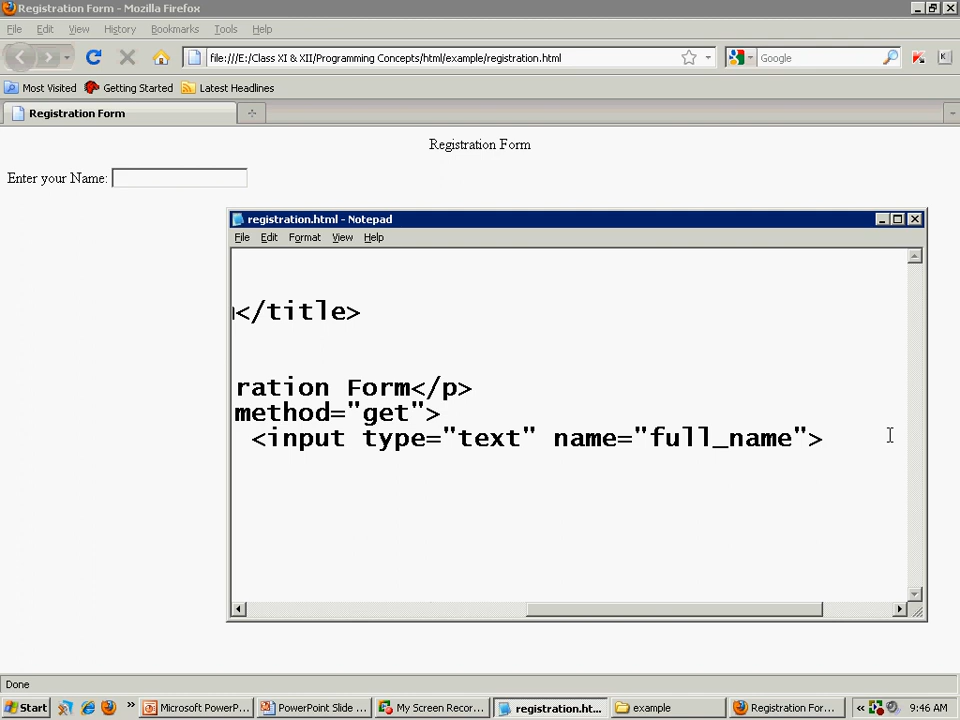 Registration Form - Mozilla Firefox
File Edit View History Bookmarks Tools Help
file:///E:/Class XI & XII/Programming Concepts/html/example/registration.html
Google
Most Visited Getting Started Latest Headlines
Registration Form
Registration Form
Enter your Name:
registration.html - Notepad
File Edit Format View Help
</title>
ration Form</p>
method="get">
<input type="text" name="full_name">
Done
Start Microsoft PowerP... PowerPoint Slide ... My Screen Recor... registration.ht... example Registration For... 9:46 AM